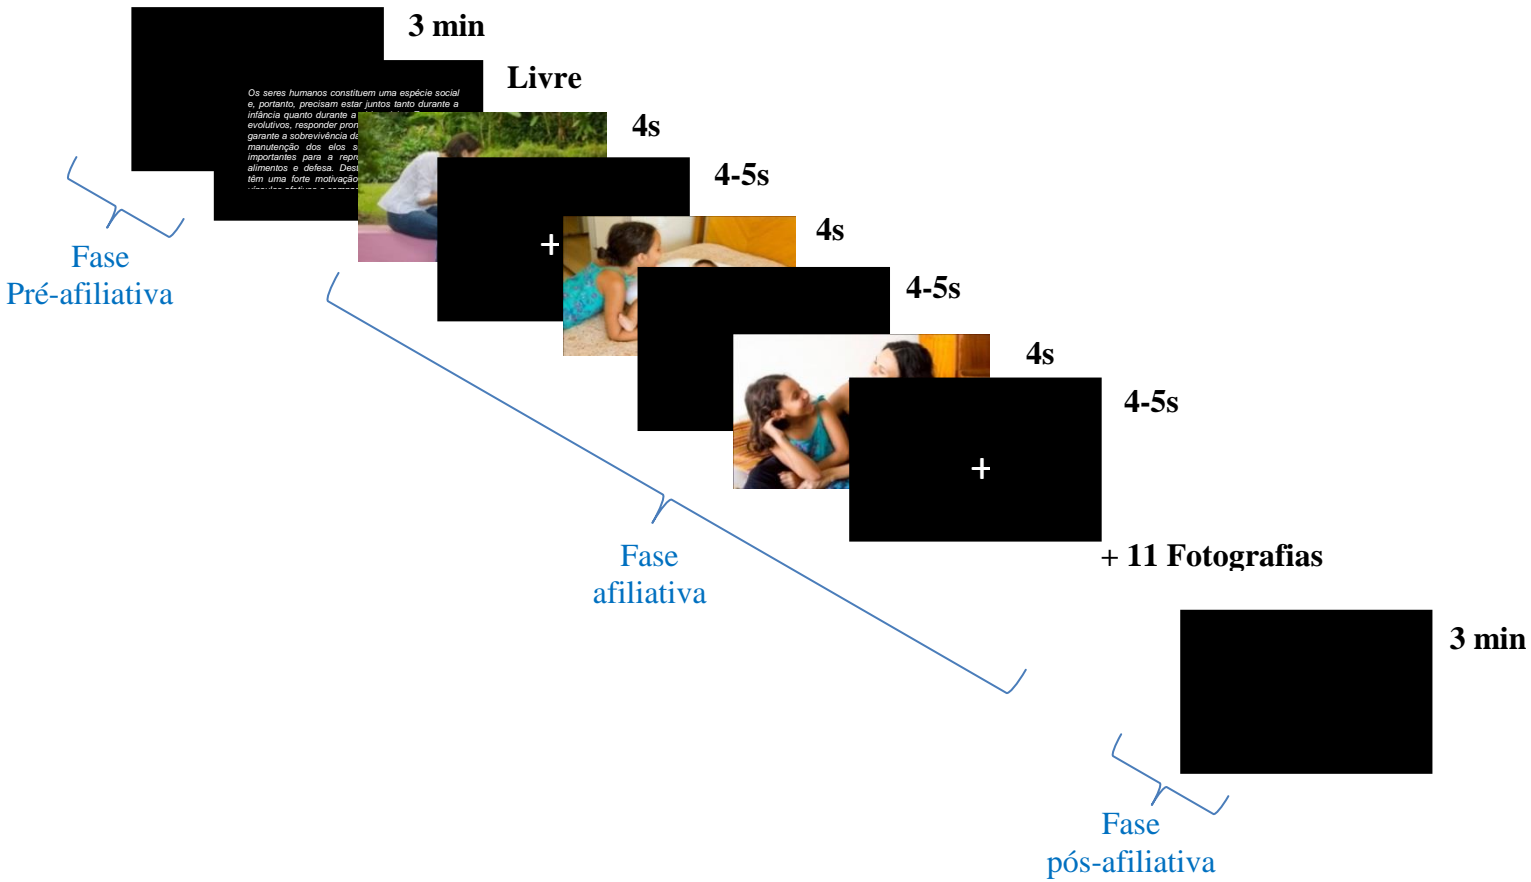 3 min
Livre
Os seres humanos constituem uma espécie social
e, portanto, precisam estar juntos tanto durante a
infância quanto durante a
evolutivos, responder
garante a sobrevivência
manutenção dos elos
importantes para a
alimentos e defesa.
têm uma forte motivação
4s
4-5s
+
4s
4-5s
4s
4-5s
+
+ 11 Fotografias
3 min
Fase
Pré-afiliativa
Fase
afiliativa
Fase
pós-afiliativa